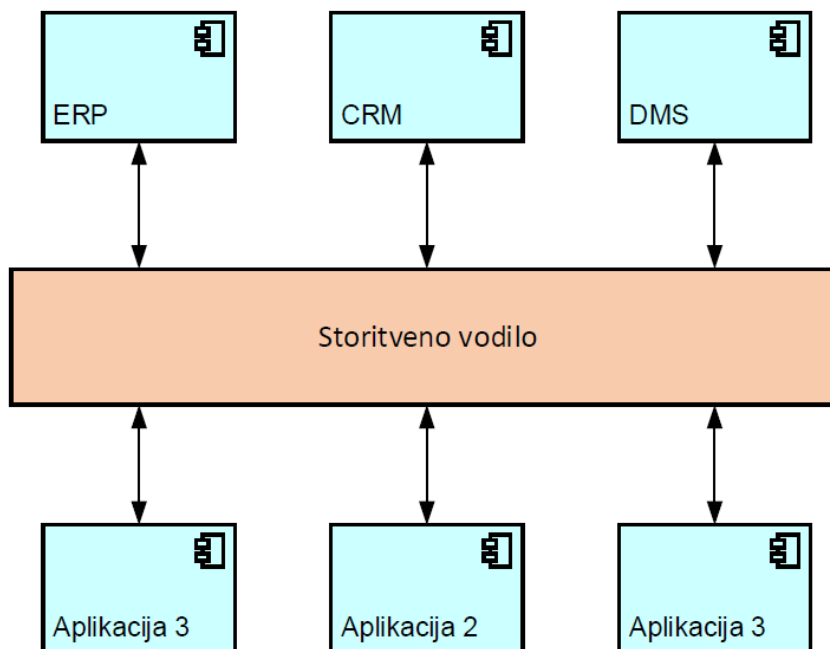 ERP
CRM
DMS
Storitveno vodilo
Aplikacija 3
Aplikacija 2
Aplikacija 3